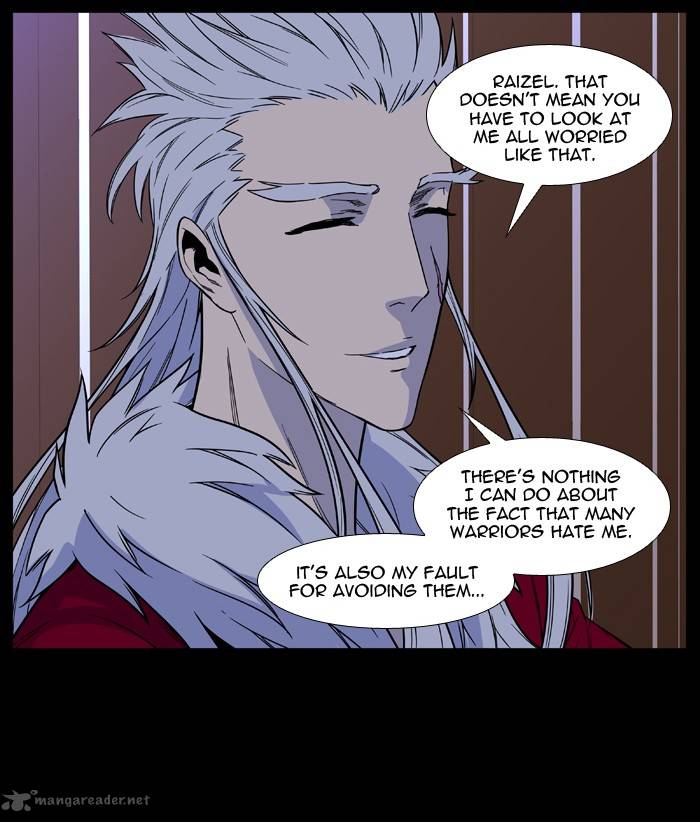 RAIZEL. THAT
DOESN'T MEAN YOU
HAVE TO LOOK AT
ME ALL WORRIED
LIKE THAT.
THERE'S NOTHING
I CAN DO ABOUT
THE FACT THAT MANY
WARRIORS HATE ME.
IT'S ALSO MY FAULT
FOR AVOIDING THEM...
mangareader.net